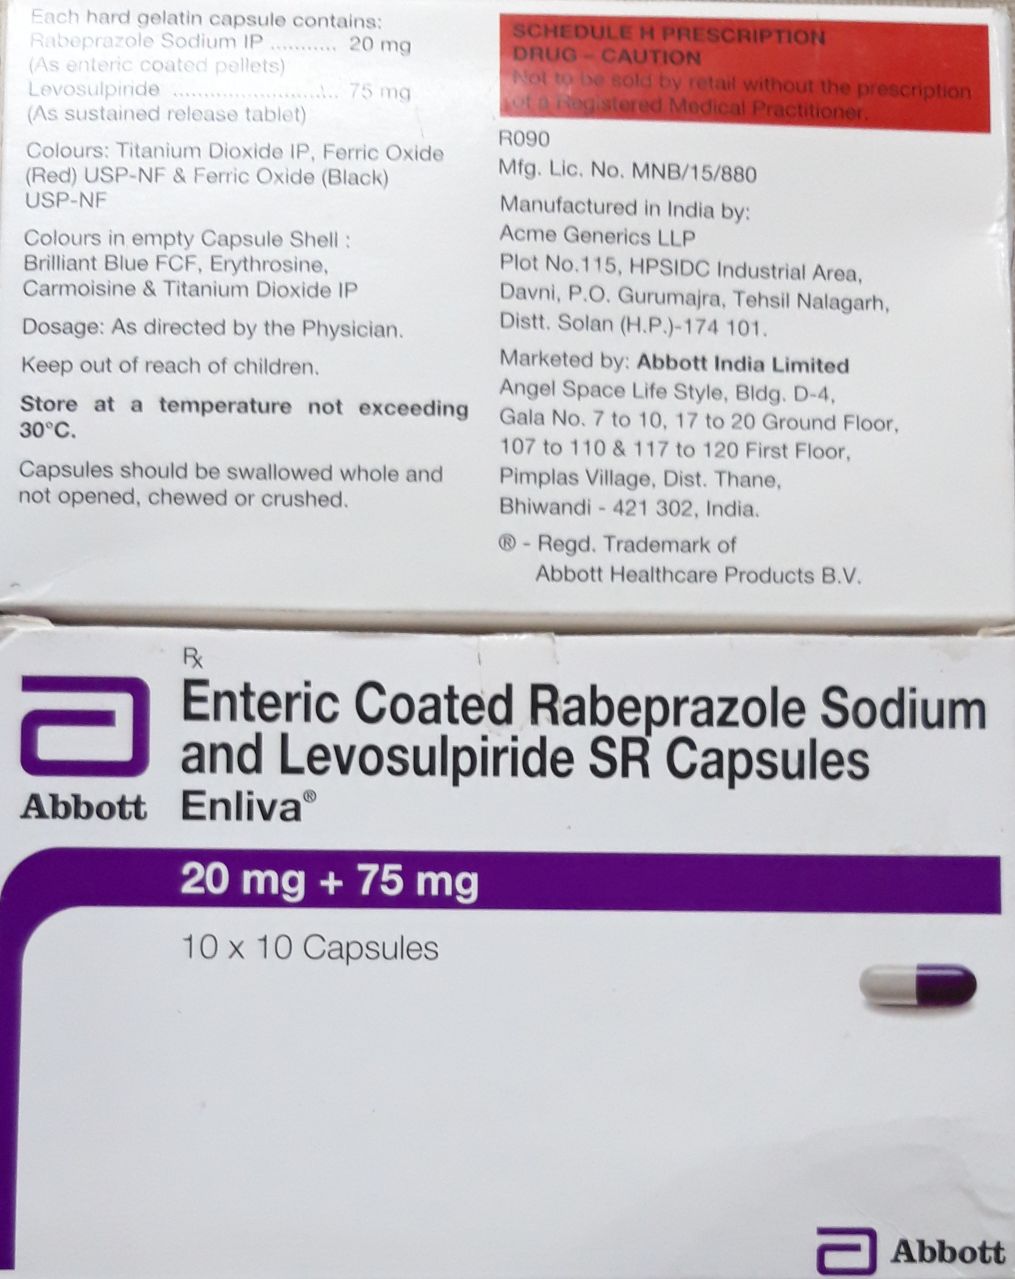 Each hard gelatin capsule contains:
Rabeprazole Sodium IP ........... 20 mg
(As enteric coated pellets)
Levosulpiride ........................... 75 mg
(As sustained release tablet)
Colours: Titanium Dioxide IP, Ferric Oxide
(Red) USP-NF & Ferric Oxide (Black)
USP-NF
Colours in empty Capsule Shell :
Brilliant Blue FCF, Erythrosine,
Carmoisine & Titanium Dioxide IP
Dosage: As directed by the Physician.
Keep out of reach of children.
Store at a temperature not exceeding
30°C.
Capsules should be swallowed whole and
not opened, chewed or crushed.
SCHEDULE H PRESCRIPTION
DRUG – CAUTION
Not to be sold by retail without the prescription
of a Registered Medical Practitioner.
R090
Mfg. Lic. No. MNB/15/880
Manufactured in India by:
Acme Generics LLP
Plot No.115, HPSIDC Industrial Area,
Davni, P.O. Gurumajra, Tehsil Nalagarh,
Distt. Solan (H.P.)-174 101.
Marketed by: Abbott India Limited
Angel Space Life Style, Bldg. D-4,
Gala No. 7 to 10, 17 to 20 Ground Floor,
107 to 110 & 117 to 120 First Floor,
Pimplas Village, Dist. Thane,
Bhiwandi - 421 302, India.
® - Regd. Trademark of
Abbott Healthcare Products B.V.
Rx
Enteric Coated Rabeprazole Sodium
and Levosulpiride SR Capsules
Abbott Enliva®
20 mg + 75 mg
10 x 10 Capsules
Abbott